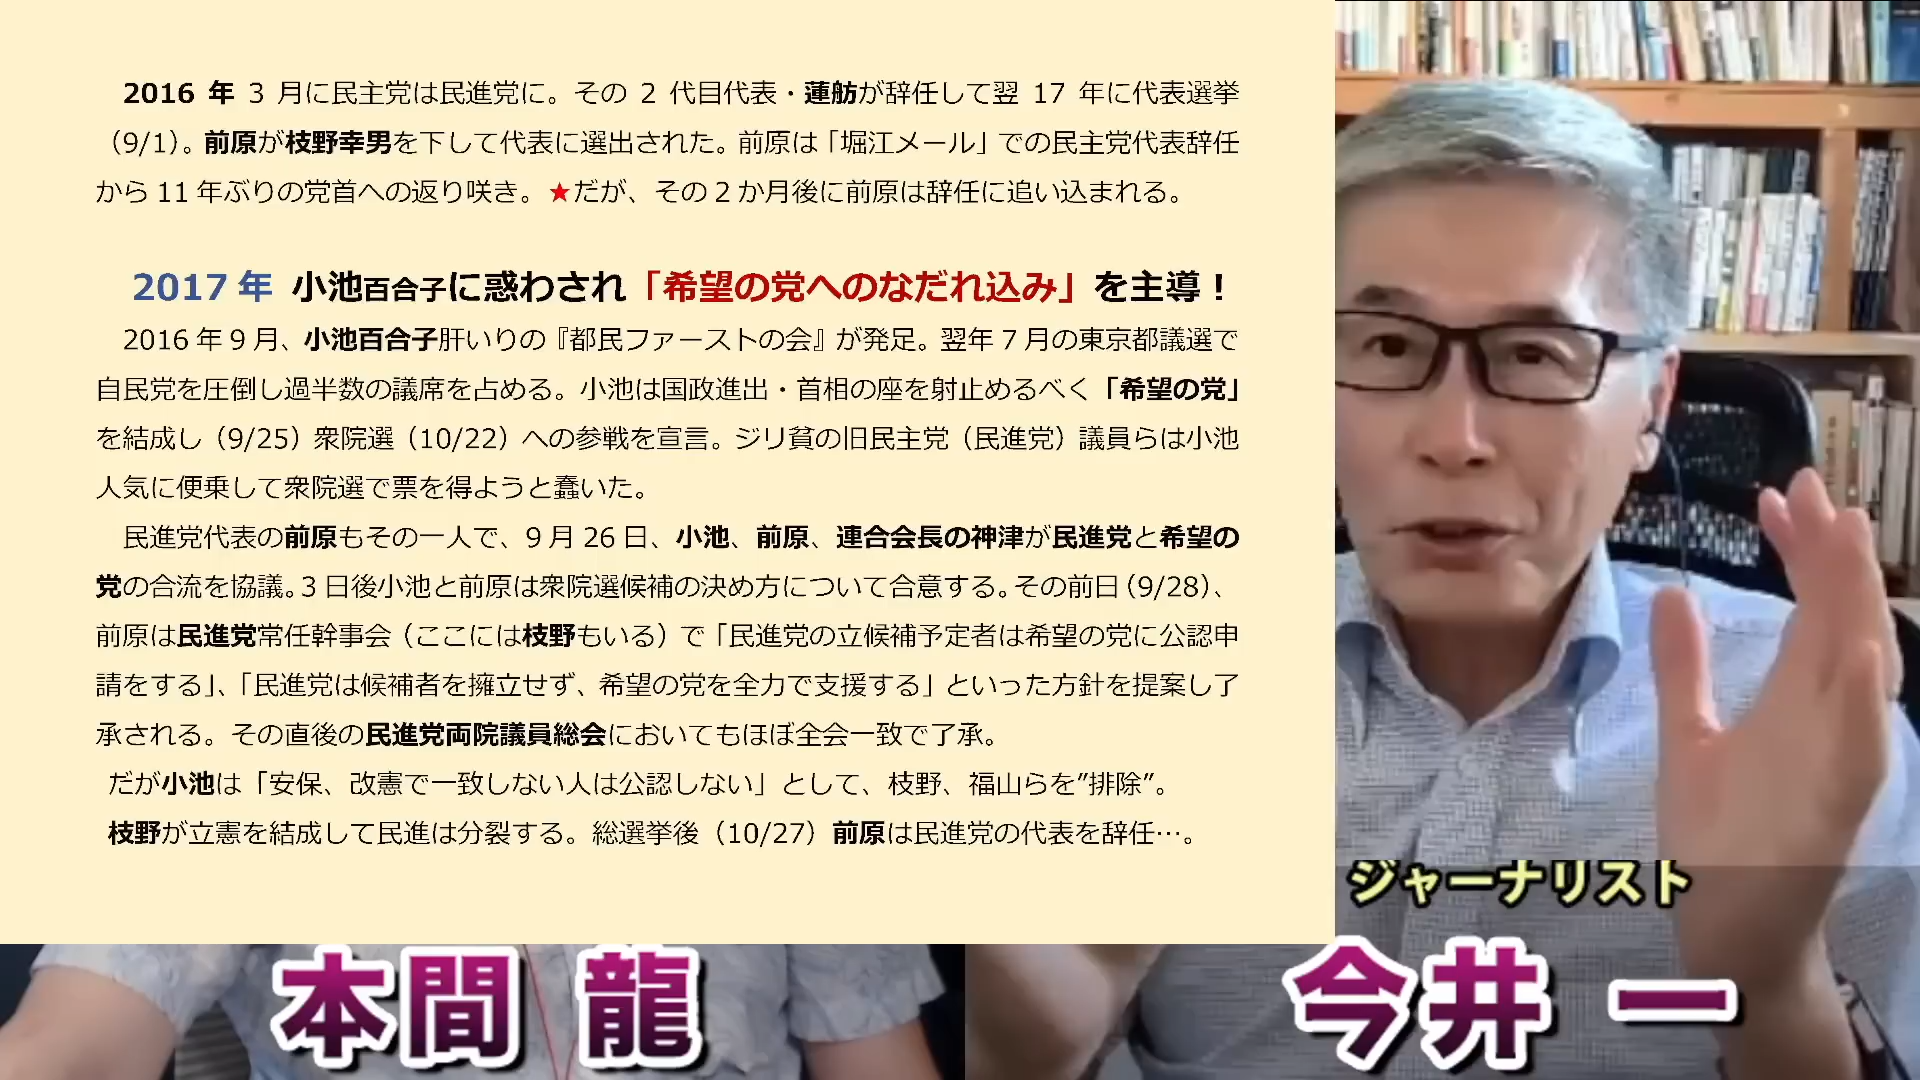 2016 年 3 月に民主党は民進党に。その 2 代目代表・蓮舫が辞任して翌 17 年に代表選挙
（9/1）。前原が枝野幸男を下して代表に選出された。前原は「堀江メール」での民主党代表辞任
から 11 年ぶりの党首への返り咲き。★だが、その 2 か月後に前原は辞任に追い込まれる。
2017 年 小池百合子に惑わされ「希望の党へのなだれ込み」を主導！
2016 年 9 月、小池百合子肝いりの『都民ファーストの会』が発足。翌年 7 月の東京都議選で
自民党を圧倒し過半数の議席を占める。小池は国政進出・首相の座を射止めるべく「希望の党」
を結成し（9/25）衆院選（10/22）への参戦を宣言。ジリ貧の旧民主党（民進党）議員らは小池
人気に便乗して衆院選で票を得ようと蠢いた。
民進党代表の前原もその一人で、9 月 26 日、小池、前原、連合会長の神津が民進党と希望の
党の合流を協議。3 日後小池と前原は衆院選候補の決め方について合意する。その前日（9/28）、
前原は民進党常任幹事会（ここには枝野もいる）で「民進党の立候補予定者は希望の党に公認申
請をする」、「民進党は候補者を擁立せず、希望の党を全力で支援する」といった方針を提案し了
承される。その直後の民進党両院議員総会においてもほぼ全会一致で了承。
だが小池は「安保、改憲で一致しない人は公認しない」として、枝野、福山らを″排除″。
枝野が立憲を結成して民進は分裂する。総選挙後（10/27）前原は民進党の代表を辞任…。
ジャーナリスト
本間 龍
今井 一